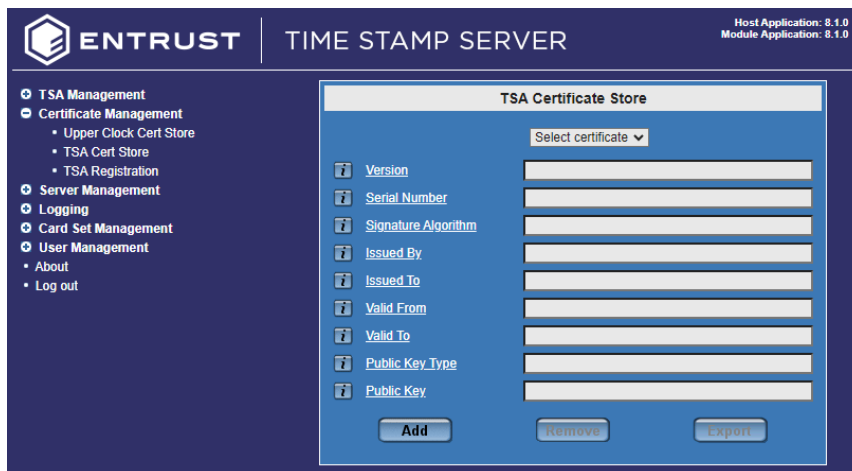 ENTRUST
TIME STAMP SERVER
Host Application: 8.1.0
Module Application: 8.1.0
TSA Management
Certificate Management
Upper Clock Cert Store
TSA Cert Store
TSA Registration
Server Management
Logging
Card Set Management
User Management
About
Log out
TSA Certificate Store
Select certificate
Version
Serial Number
Signature Algorithm
Issued By
Issued To
Valid From
Valid To
Public Key Type
Public Key
Add
Remove
Export